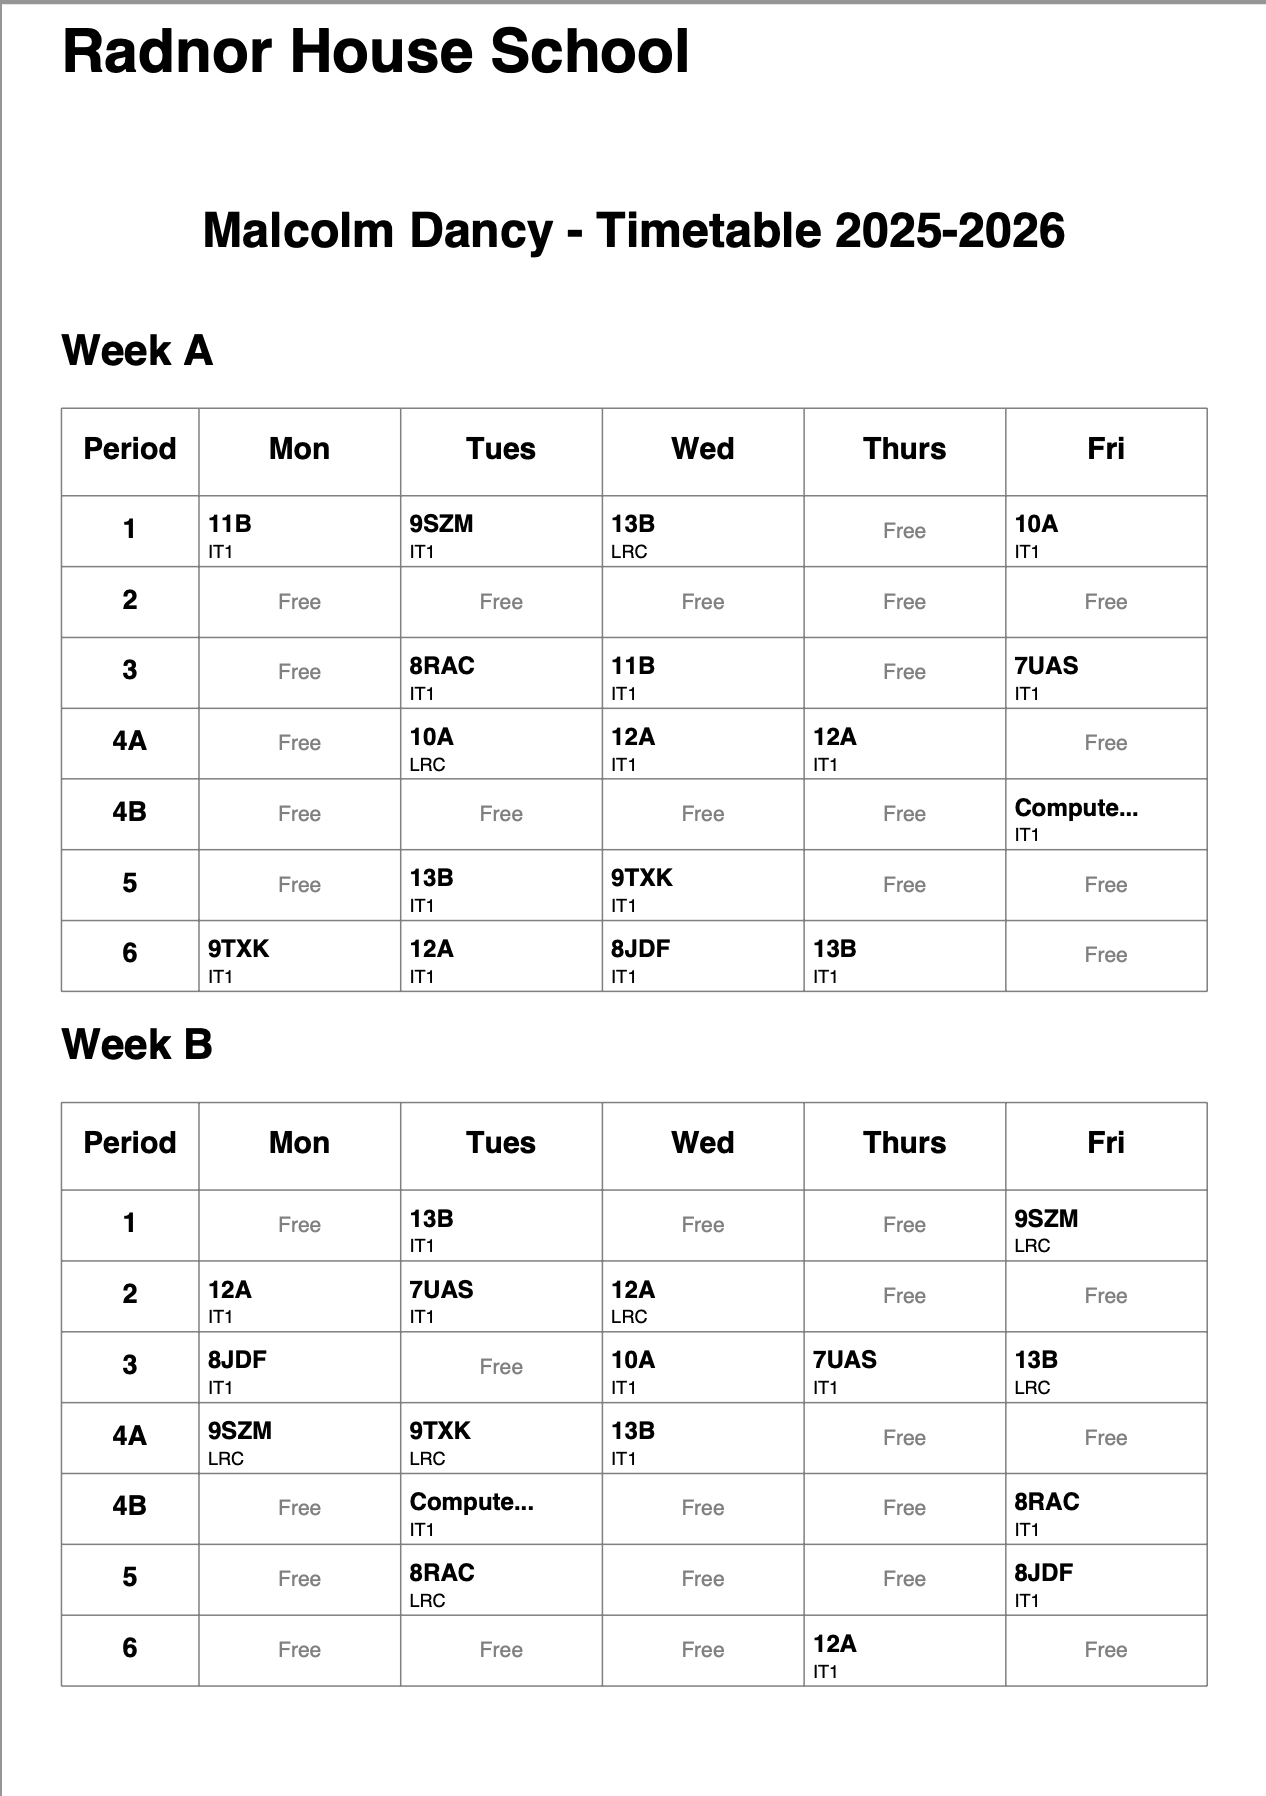 Radnor House School
Malcolm Dancy - Timetable 2025-2026
Week A
Period Mon Tues Wed Thurs Fri
1 11B 9SZM 13B Free 10A
IT1 IT1 LRC IT1
2 Free Free Free Free Free
3 Free 8RAC 11B Free 7UAS
IT1 IT1 IT1
4A Free 10A 12A 12A Free
LRC IT1 IT1
4B Free Free Free Free Compute...
IT1
5 Free 13B 9TXK Free Free
IT1 IT1
6 9TXK 12A 8JDF 13B Free
IT1 IT1 IT1 IT1
Week B
Period Mon Tues Wed Thurs Fri
1 Free 13B Free Free 9SZM
IT1 LRC
2 12A 7UAS 12A Free Free
IT1 IT1 LRC
3 8JDF Free 10A 7UAS 13B
IT1 IT1 IT1 LRC
4A 9SZM 9TXK 13B Free Free
LRC LRC IT1
4B Free Compute... Free Free 8RAC
IT1 IT1
5 Free 8RAC Free Free 8JDF
LRC IT1
6 Free Free Free 12A Free
IT1